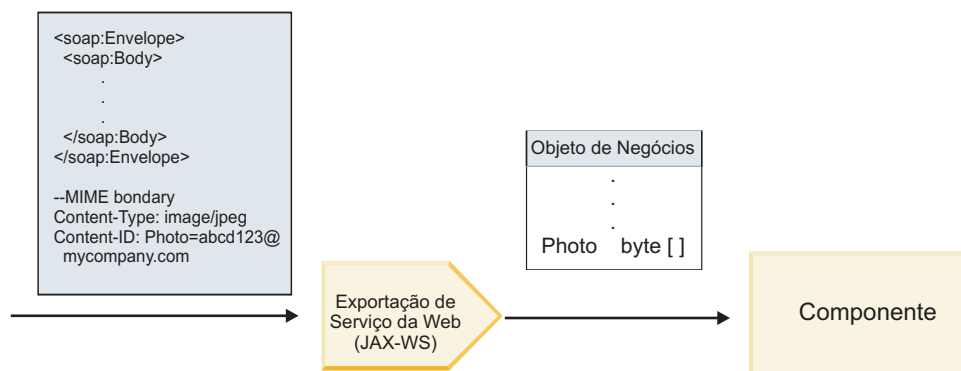 <soap:Envelope>
<soap:Body>
.
.
.
</soap:Body>
</soap:Envelope>
--MIME bondary
Content-Type: image/jpeg
Content-ID: Photo=abcd123@
mycompany.com
Objeto de Negócios
.
.
.
Photo byte [ ]
Exportação de
Serviço da Web
(JAX-WS)
Componente